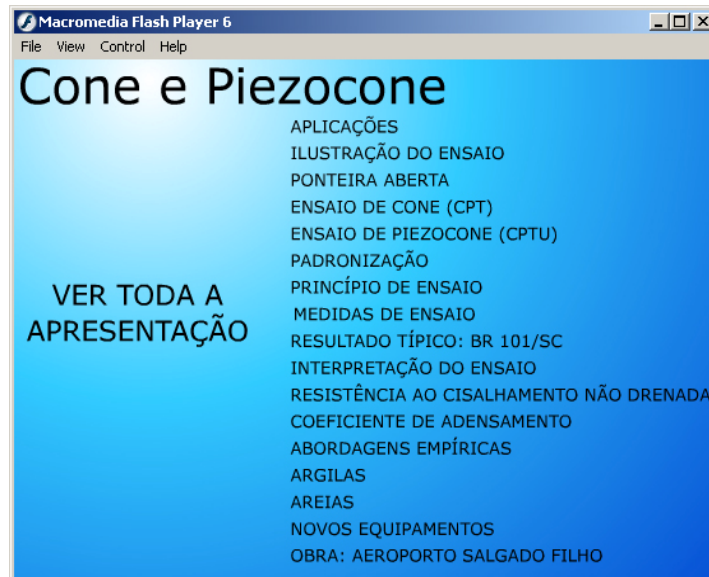 Macromedia Flash Player 6
File View Control Help
Cone e Piezocone
APLICAÇÕES
ILUSTRAÇÃO DO ENSAIO
PONTEIRA ABERTA
ENSAIO DE CONE (CPT)
ENSAIO DE PIEZOCONE (CPTU)
PADRONIZAÇÃO
PRINCÍPIO DE ENSAIO
MEDIDAS DE ENSAIO
RESULTADO TÍPICO: BR 101/SC
INTERPRETAÇÃO DO ENSAIO
RESISTÊNCIA AO CISALHAMENTO NÃO DRENADA
COEFICIENTE DE ADENSAMENTO
ABORDAGENS EMPÍRICAS
ARGILAS
AREIAS
NOVOS EQUIPAMENTOS
OBRA: AEROPORTO SALGADO FILHO
VER TODA A
APRESENTAÇÃO